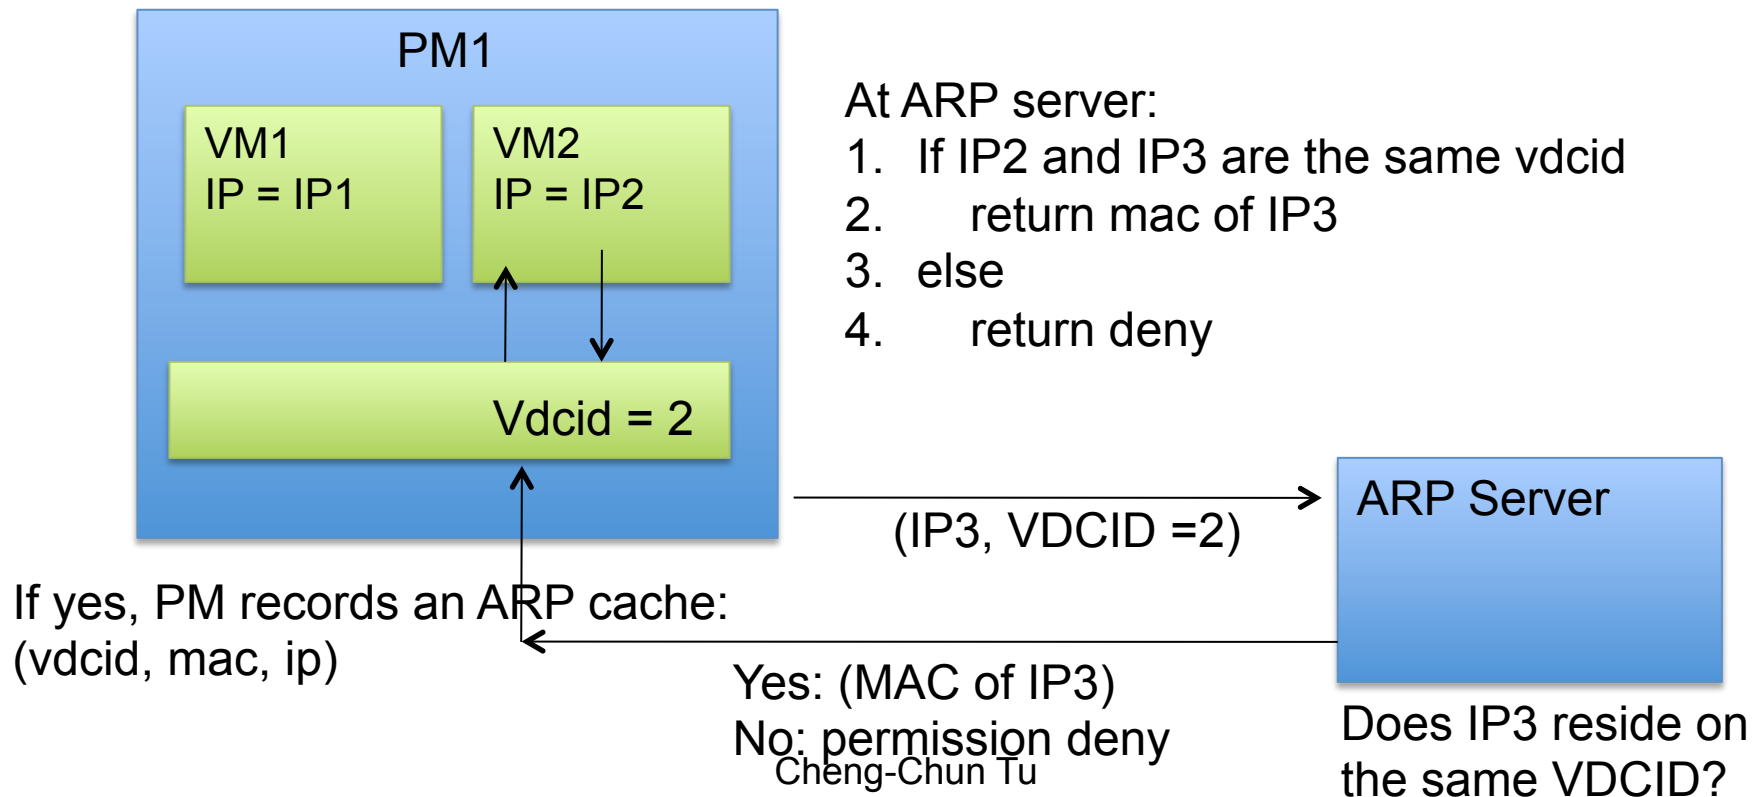 PM1
VM1
IP = IP1
VM2
IP = IP2
Vdcid = 2
At ARP server:
1. If IP2 and IP3 are the same vdcid
2. return mac of IP3
3. else
4. return deny
(IP3, VDCID =2)
ARP Server
If yes, PM records an ARP cache:
(vdcid, mac, ip)
Yes: (MAC of IP3)
No: permission deny
Does IP3 reside on
the same VDCID?
Cheng-Chun Tu